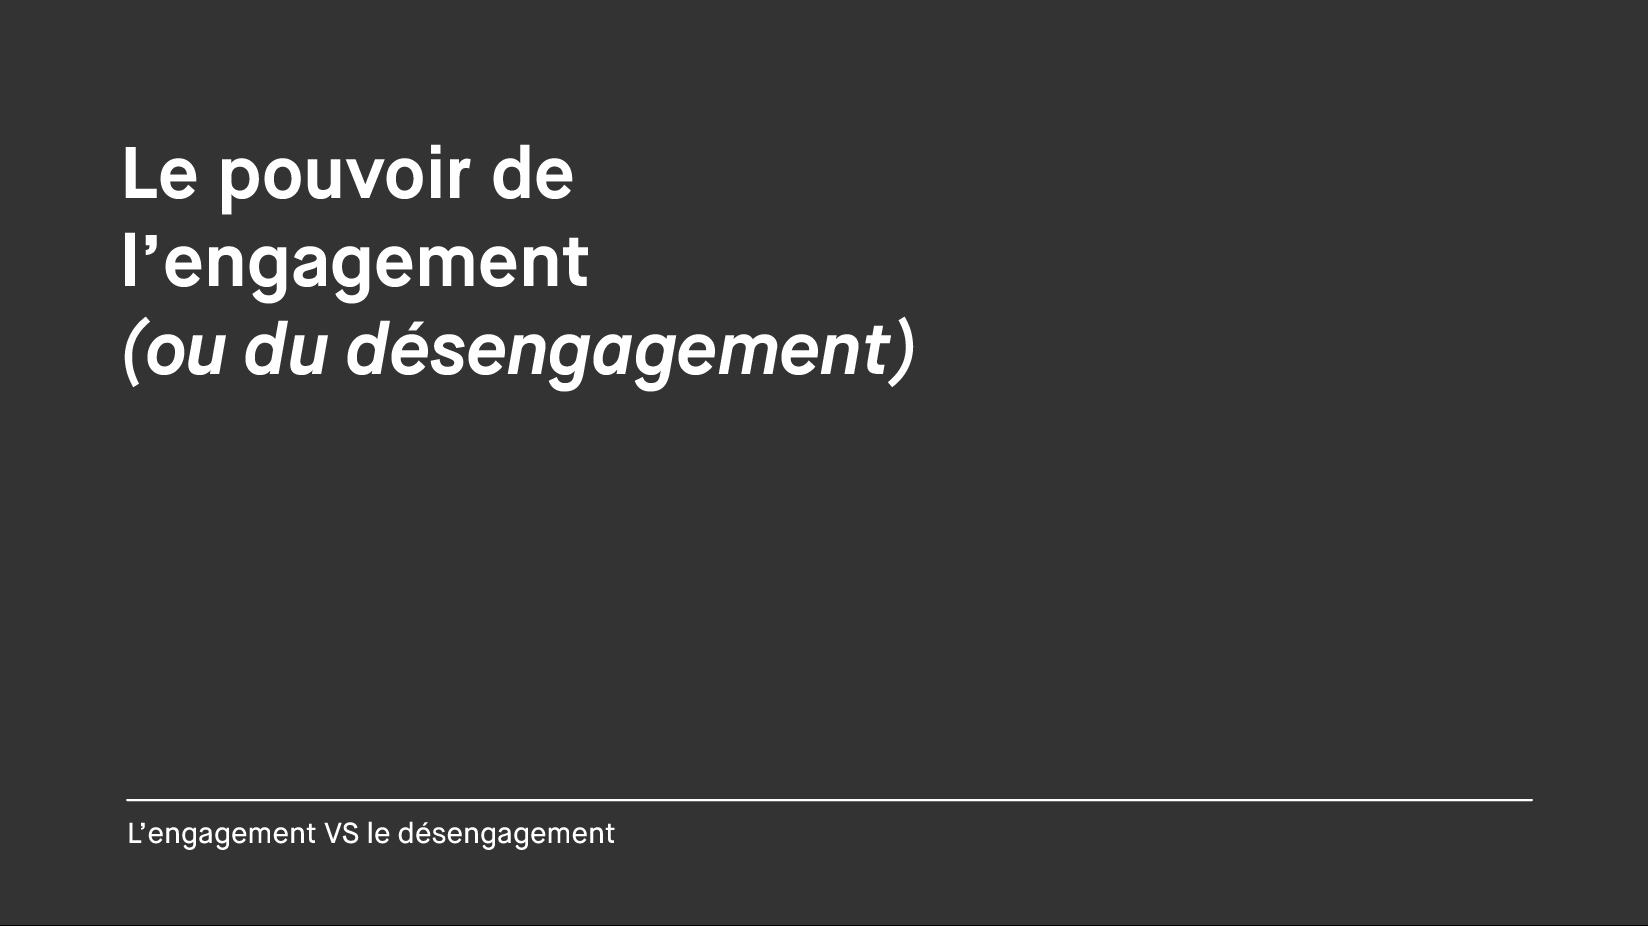 Le pouvoir de
l’engagement
(ou du désengagement)
L’engagement VS le désengagement